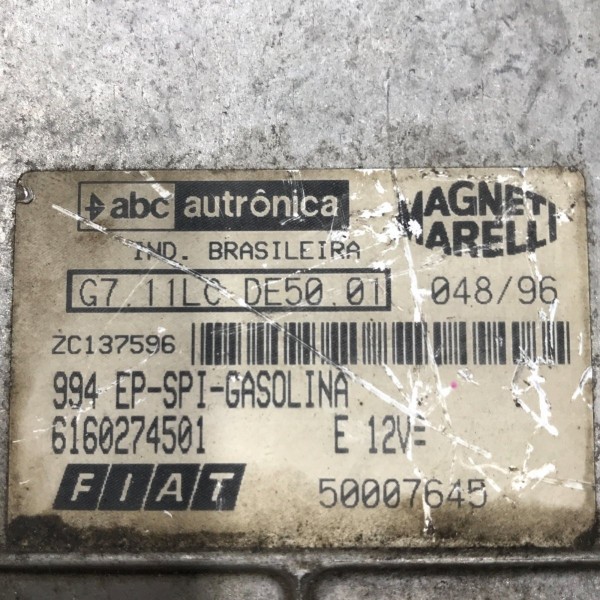 abc autrônica MAGNETI MARELLI
IND. BRASILEIRA
G7.11LC DE50.01 048/96
ZC137596
994 EP-SPI-GASOLINA
6160274501 E 12V=
FIAT 50007645